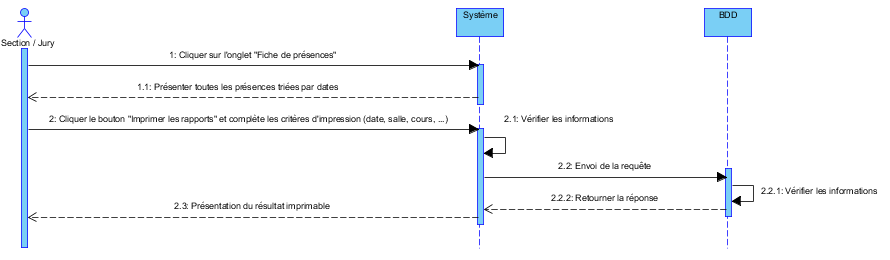 Système
BDD
Section / Jury
1: Cliquer sur l'onglet "Fiche de présences"
1.1: Présenter toutes les présences triées par dates
2: Cliquer le bouton "Imprimer les rapports" et complète les critères d'impression (date, salle, cours, ...)
2.1: Vérifier les informations
2.2: Envoi de la requête
2.2.1: Vérifier les informations
2.2.2: Retourner la réponse
2.3: Présentation du résultat imprimable